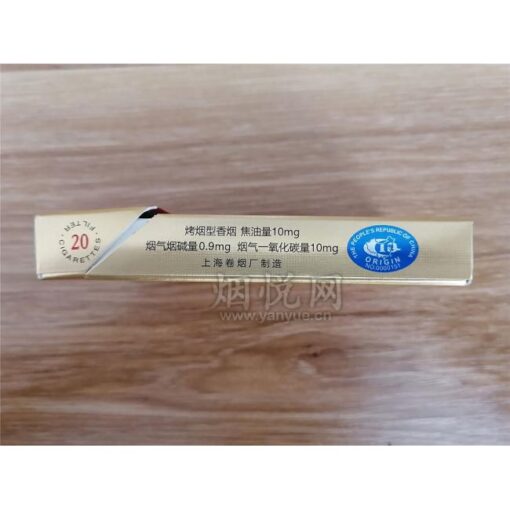 FILTER
20
CIGARETTES
烤烟型香烟 焦油量10mg
烟气烟碱量0.9mg 烟气一氧化碳量10mg
上海卷烟厂制造
THE PEOPLE'S REPUBLIC OF CHINA
ORIGIN
NO.0000151
烟悦网
www.yanyue.cn